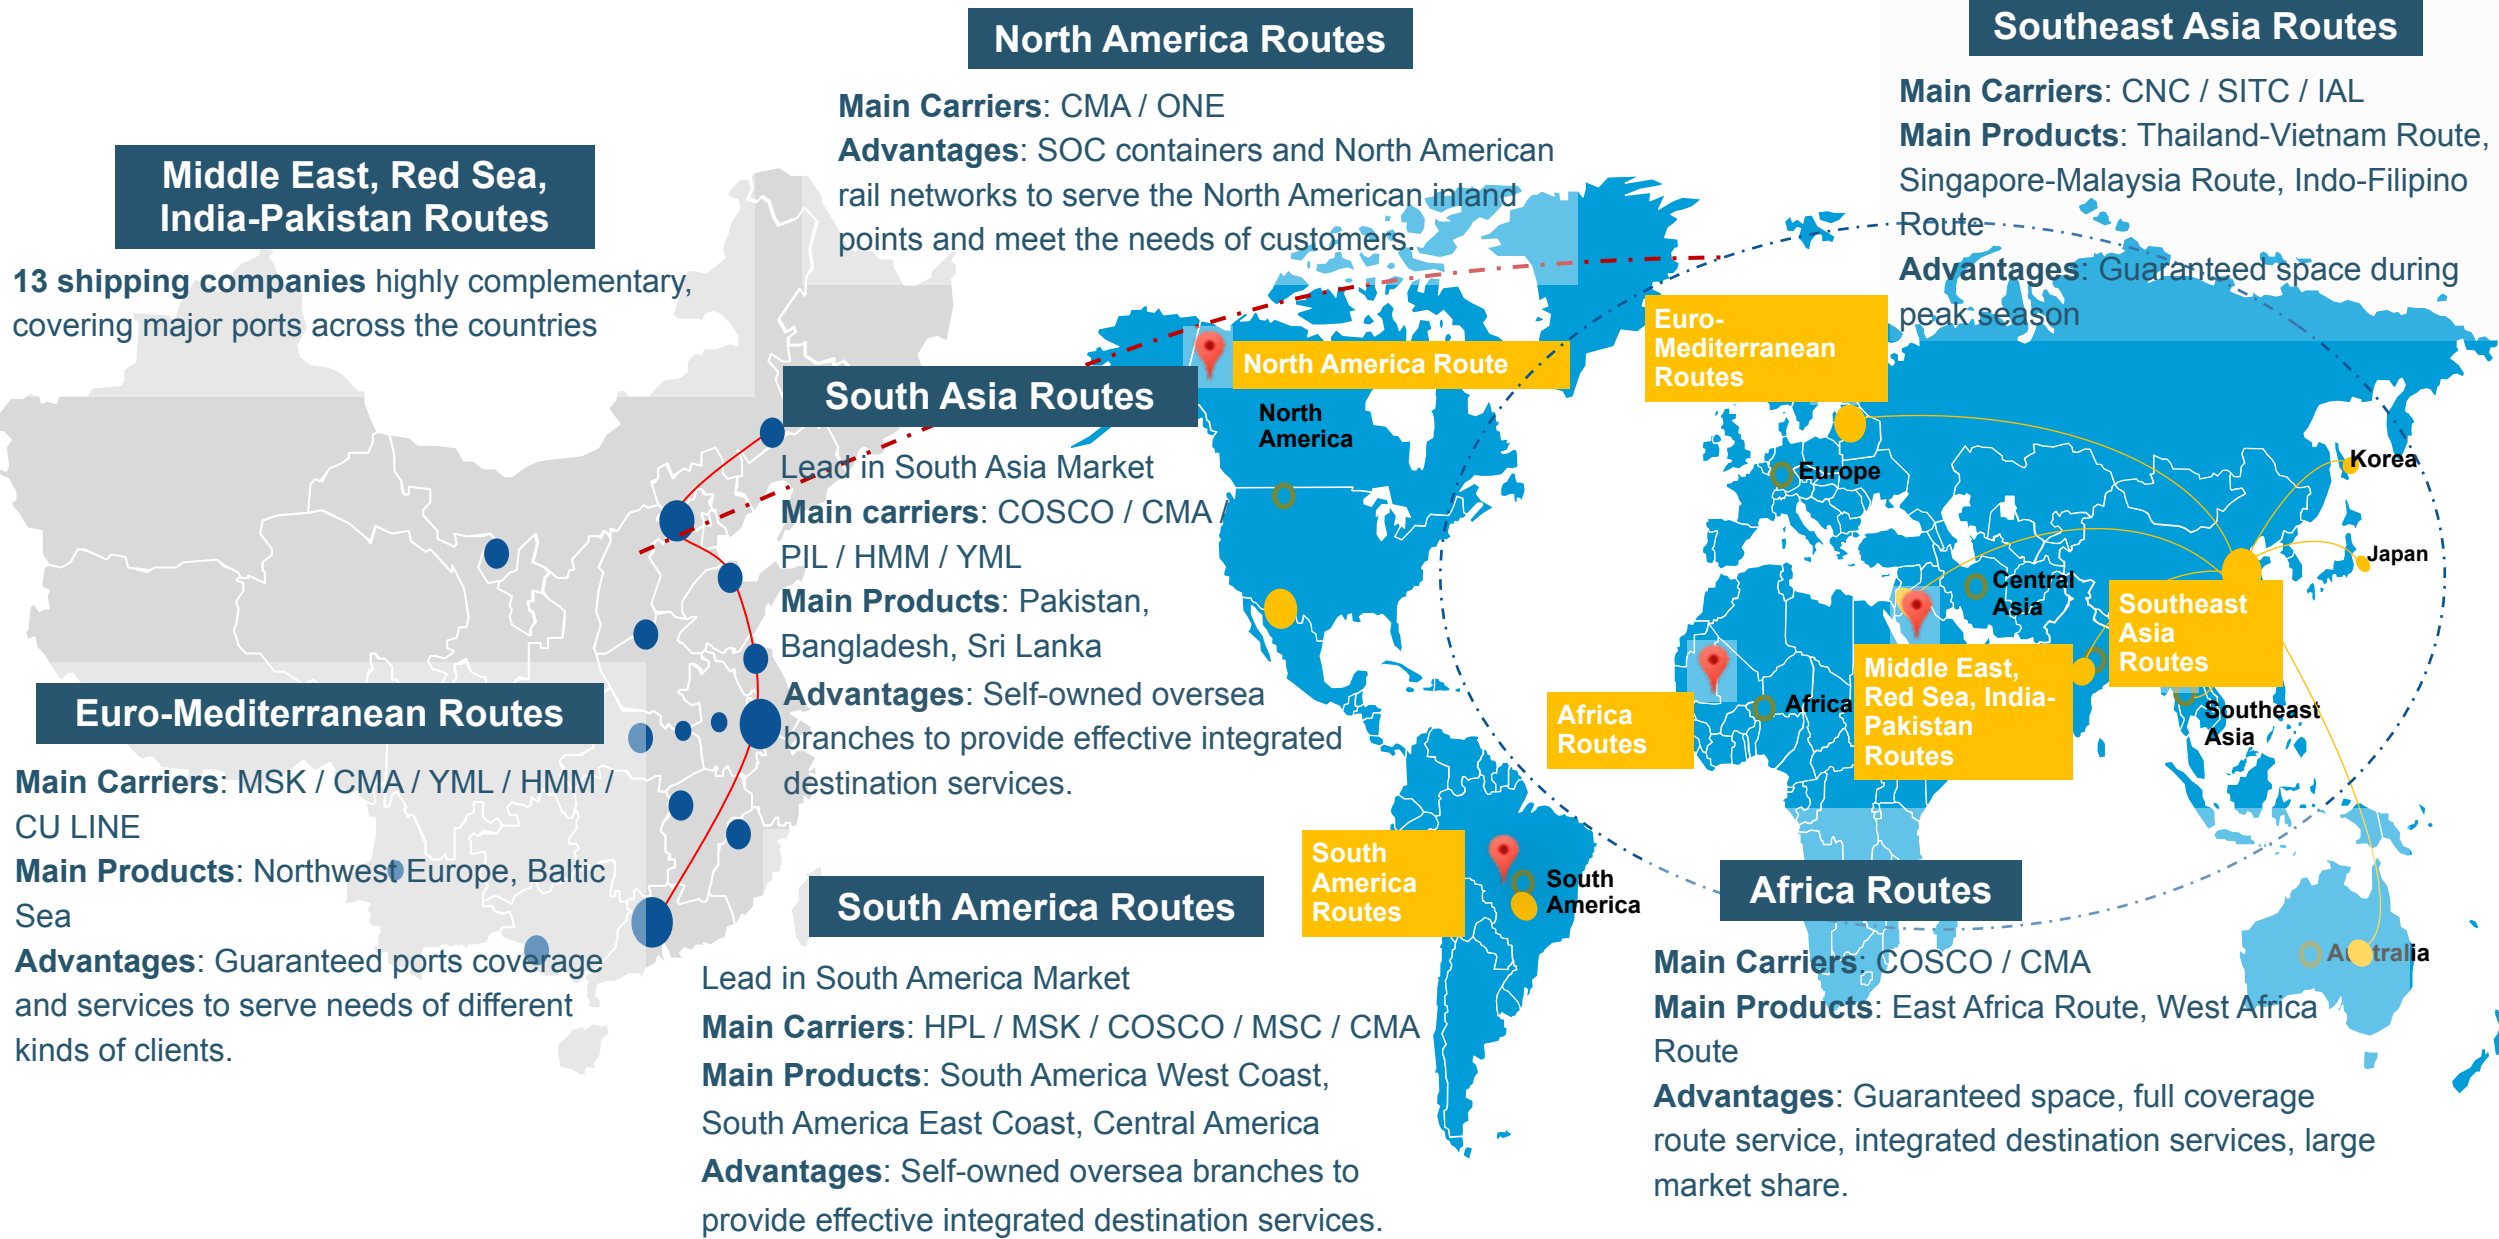 North America Routes
Main Carriers: CMA / ONE
Advantages: SOC containers and North American
rail networks to serve the North American inland
points and meet the needs of customers.
Southeast Asia Routes
Main Carriers: CNC / SITC / IAL
Main Products: Thailand-Vietnam Route,
Singapore-Malaysia Route, Indo-Filipino
Route
Advantages: Guaranteed space during
peak season
Middle East, Red Sea,
India-Pakistan Routes
13 shipping companies highly complementary,
covering major ports across the countries
South Asia Routes
Lead in South Asia Market
Main carriers: COSCO / CMA /
PIL / HMM / YML
Main Products: Pakistan,
Bangladesh, Sri Lanka
Advantages: Self-owned oversea
branches to provide effective integrated
destination services.
Euro-Mediterranean Routes
Main Carriers: MSK / CMA / YML / HMM /
CU LINE
Main Products: Northwest Europe, Baltic
Sea
Advantages: Guaranteed ports coverage
and services to serve needs of different
kinds of clients.
South America Routes
Lead in South America Market
Main Carriers: HPL / MSK / COSCO / MSC / CMA
Main Products: South America West Coast,
South America East Coast, Central America
Advantages: Self-owned oversea branches to
provide effective integrated destination services.
Africa Routes
Main Carriers: COSCO / CMA
Main Products: East Africa Route, West Africa
Route
Advantages: Guaranteed space, full coverage
route service, integrated destination services, large
market share.
North America Route
North
America
Euro-
Mediterranean
Routes
Europe
Korea
Japan
Central
Asia
Southeast
Asia
Routes
Southeast
Asia
Middle East,
Red Sea, India-
Pakistan
Routes
Africa
Routes
Africa
South
America
Routes
South
America
Australia